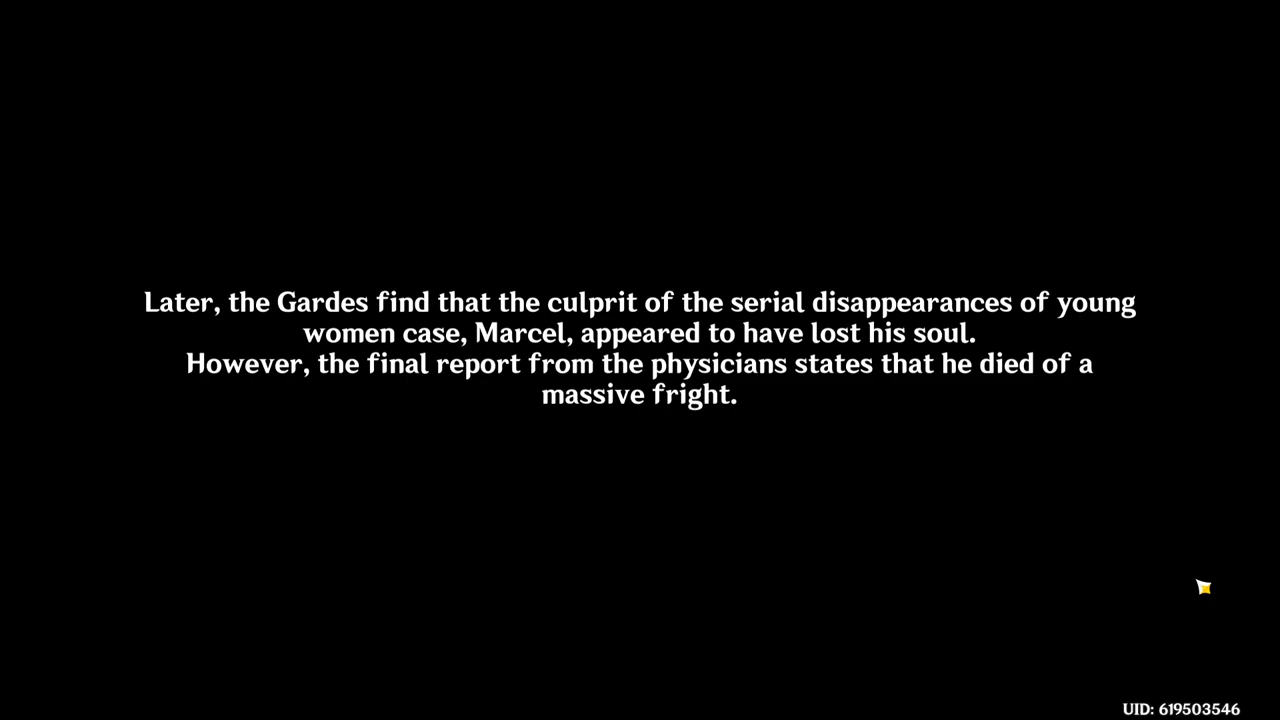 Later, the Gardes find that the culprit of the serial disappearances of young
women case, Marcel, appeared to have lost his soul.
However, the final report from the physicians states that he died of a
massive fright.
UID: 619503546